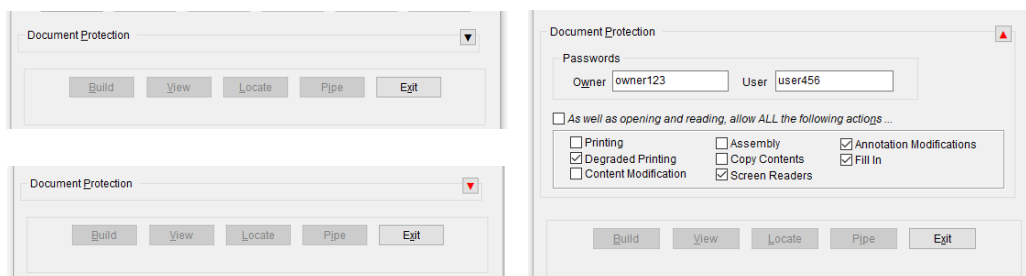 Document Protection
Build View Locate Pipe Exit
Document Protection
Build View Locate Pipe Exit
Document Protection
Passwords
Owner owner123 User user456
As well as opening and reading, allow ALL the following actions ...
Printing Assembly Annotation Modifications
Degraded Printing Copy Contents Fill In
Content Modification Screen Readers
Build View Locate Pipe Exit